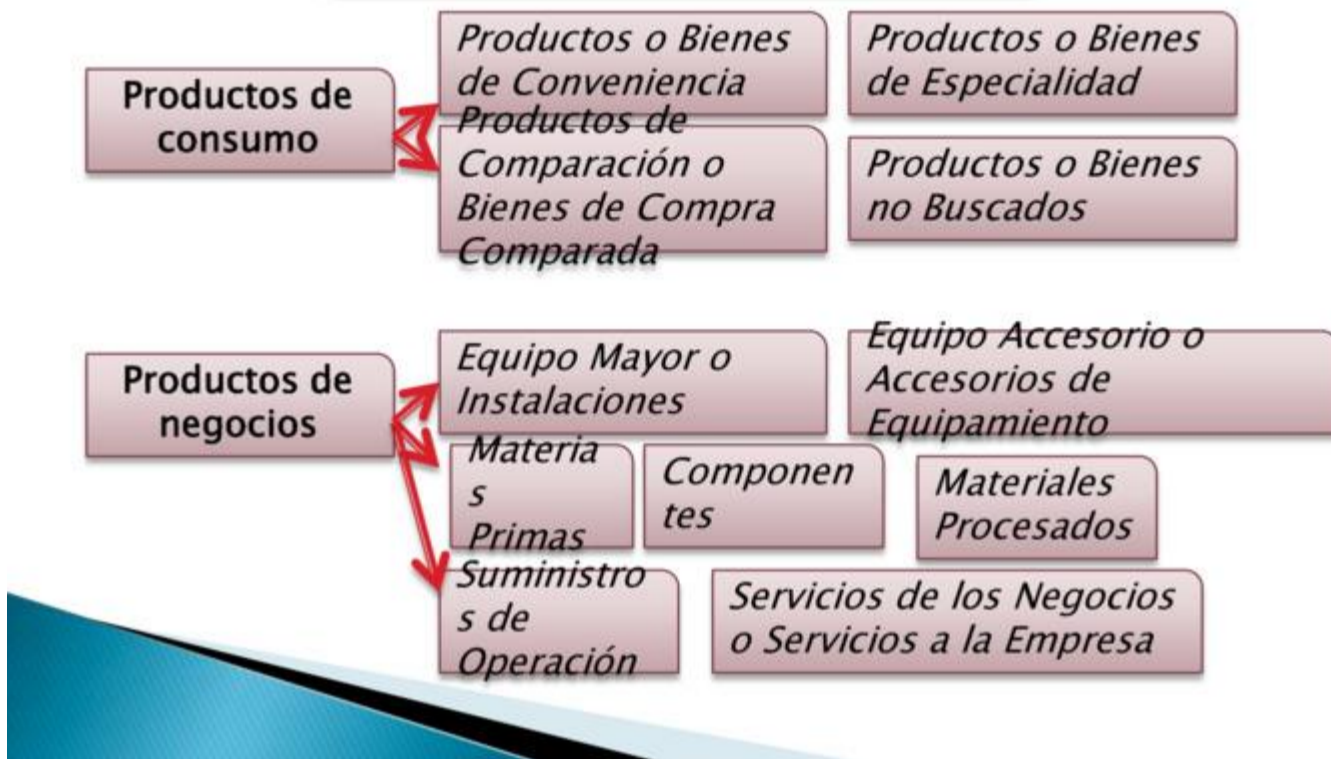 Productos de
consumo
Productos o Bienes
de Conveniencia
Productos o Bienes
de Especialidad
Productos de
Comparación o
Bienes de Compra
Comparada
Productos o Bienes
no Buscados
Productos de
negocios
Equipo Mayor o
Instalaciones
Equipo Accesorio o
Accesorios de
Equipamiento
Materia
s
Primas
Componen
tes
Materiales
Procesados
Suministro
s de
Operación
Servicios de los Negocios
o Servicios a la Empresa